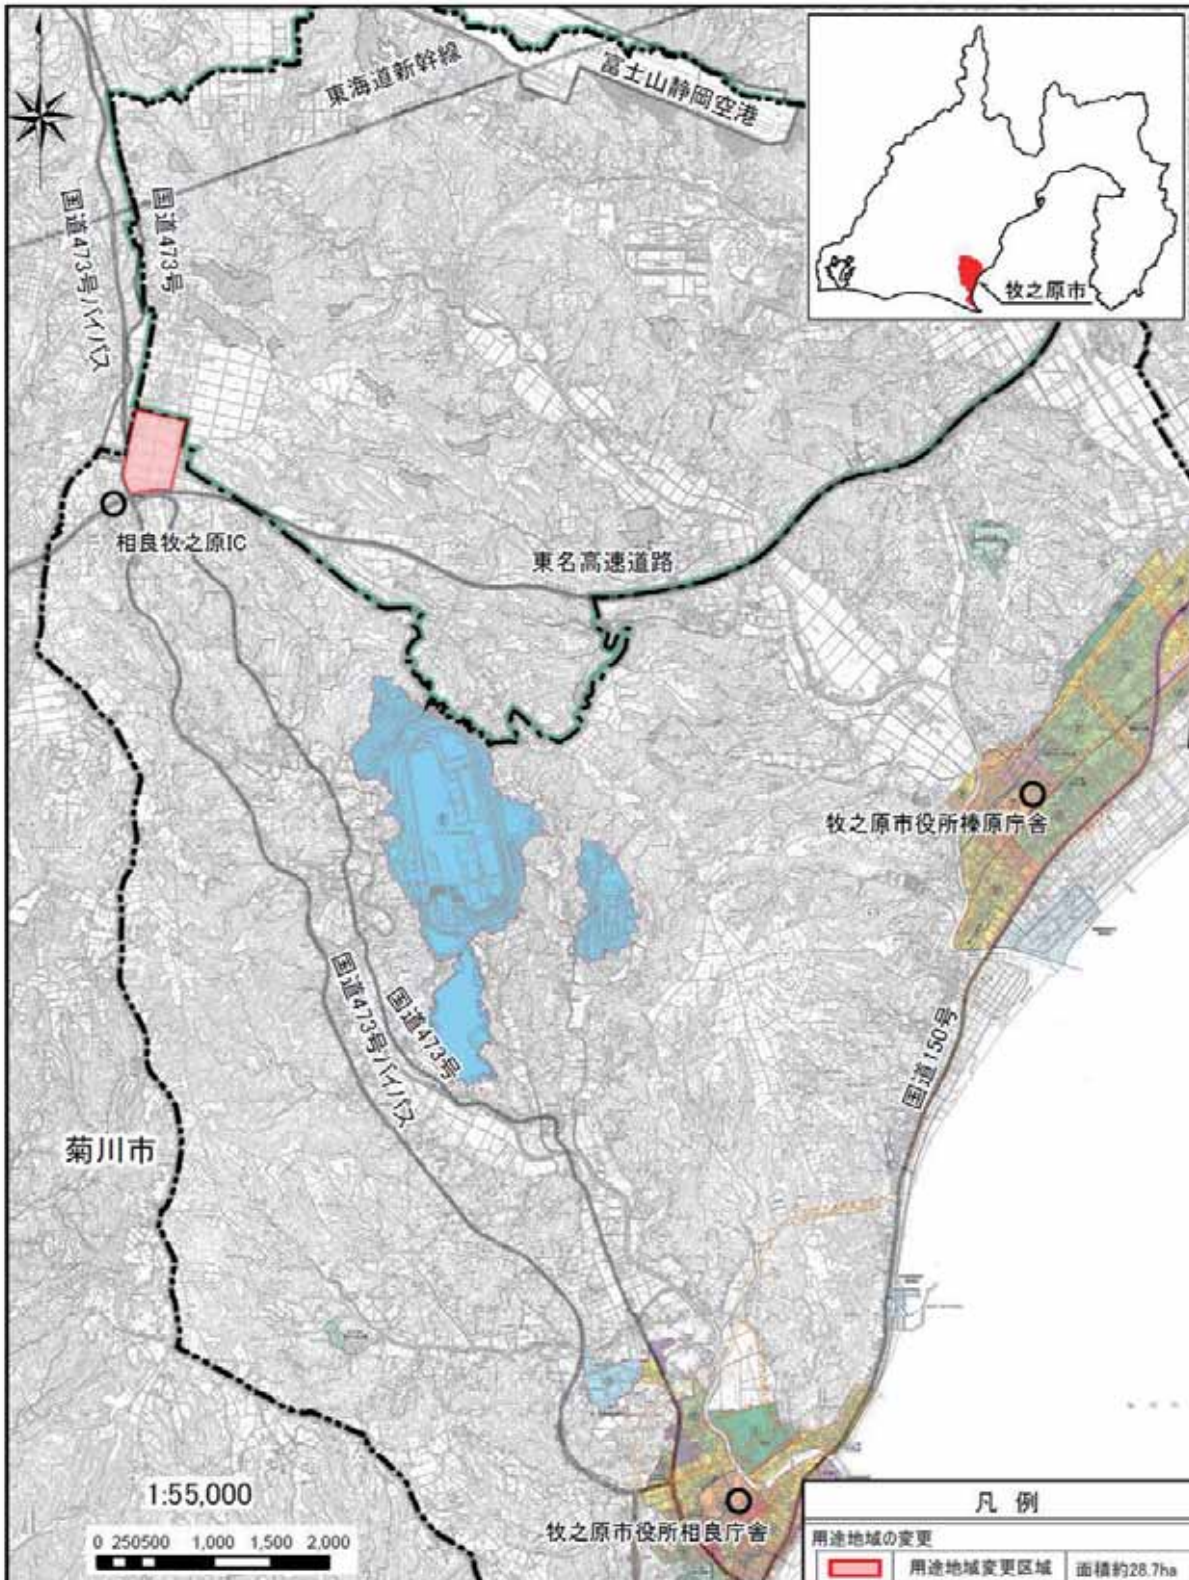 東海道新幹線
富士山静岡空港
国道473号バイパス
国道473号
牧之原市
相良牧之原IC
東名高速道路
牧之原市役所榛原庁舎
国道473号バイパス
国道473号
国道150号
菊川市
1:55,000
0 250500 1,000 1,500 2,000
牧之原市役所相良庁舎
凡 例
用途地域の変更
用途地域変更区域 面積約28.7ha